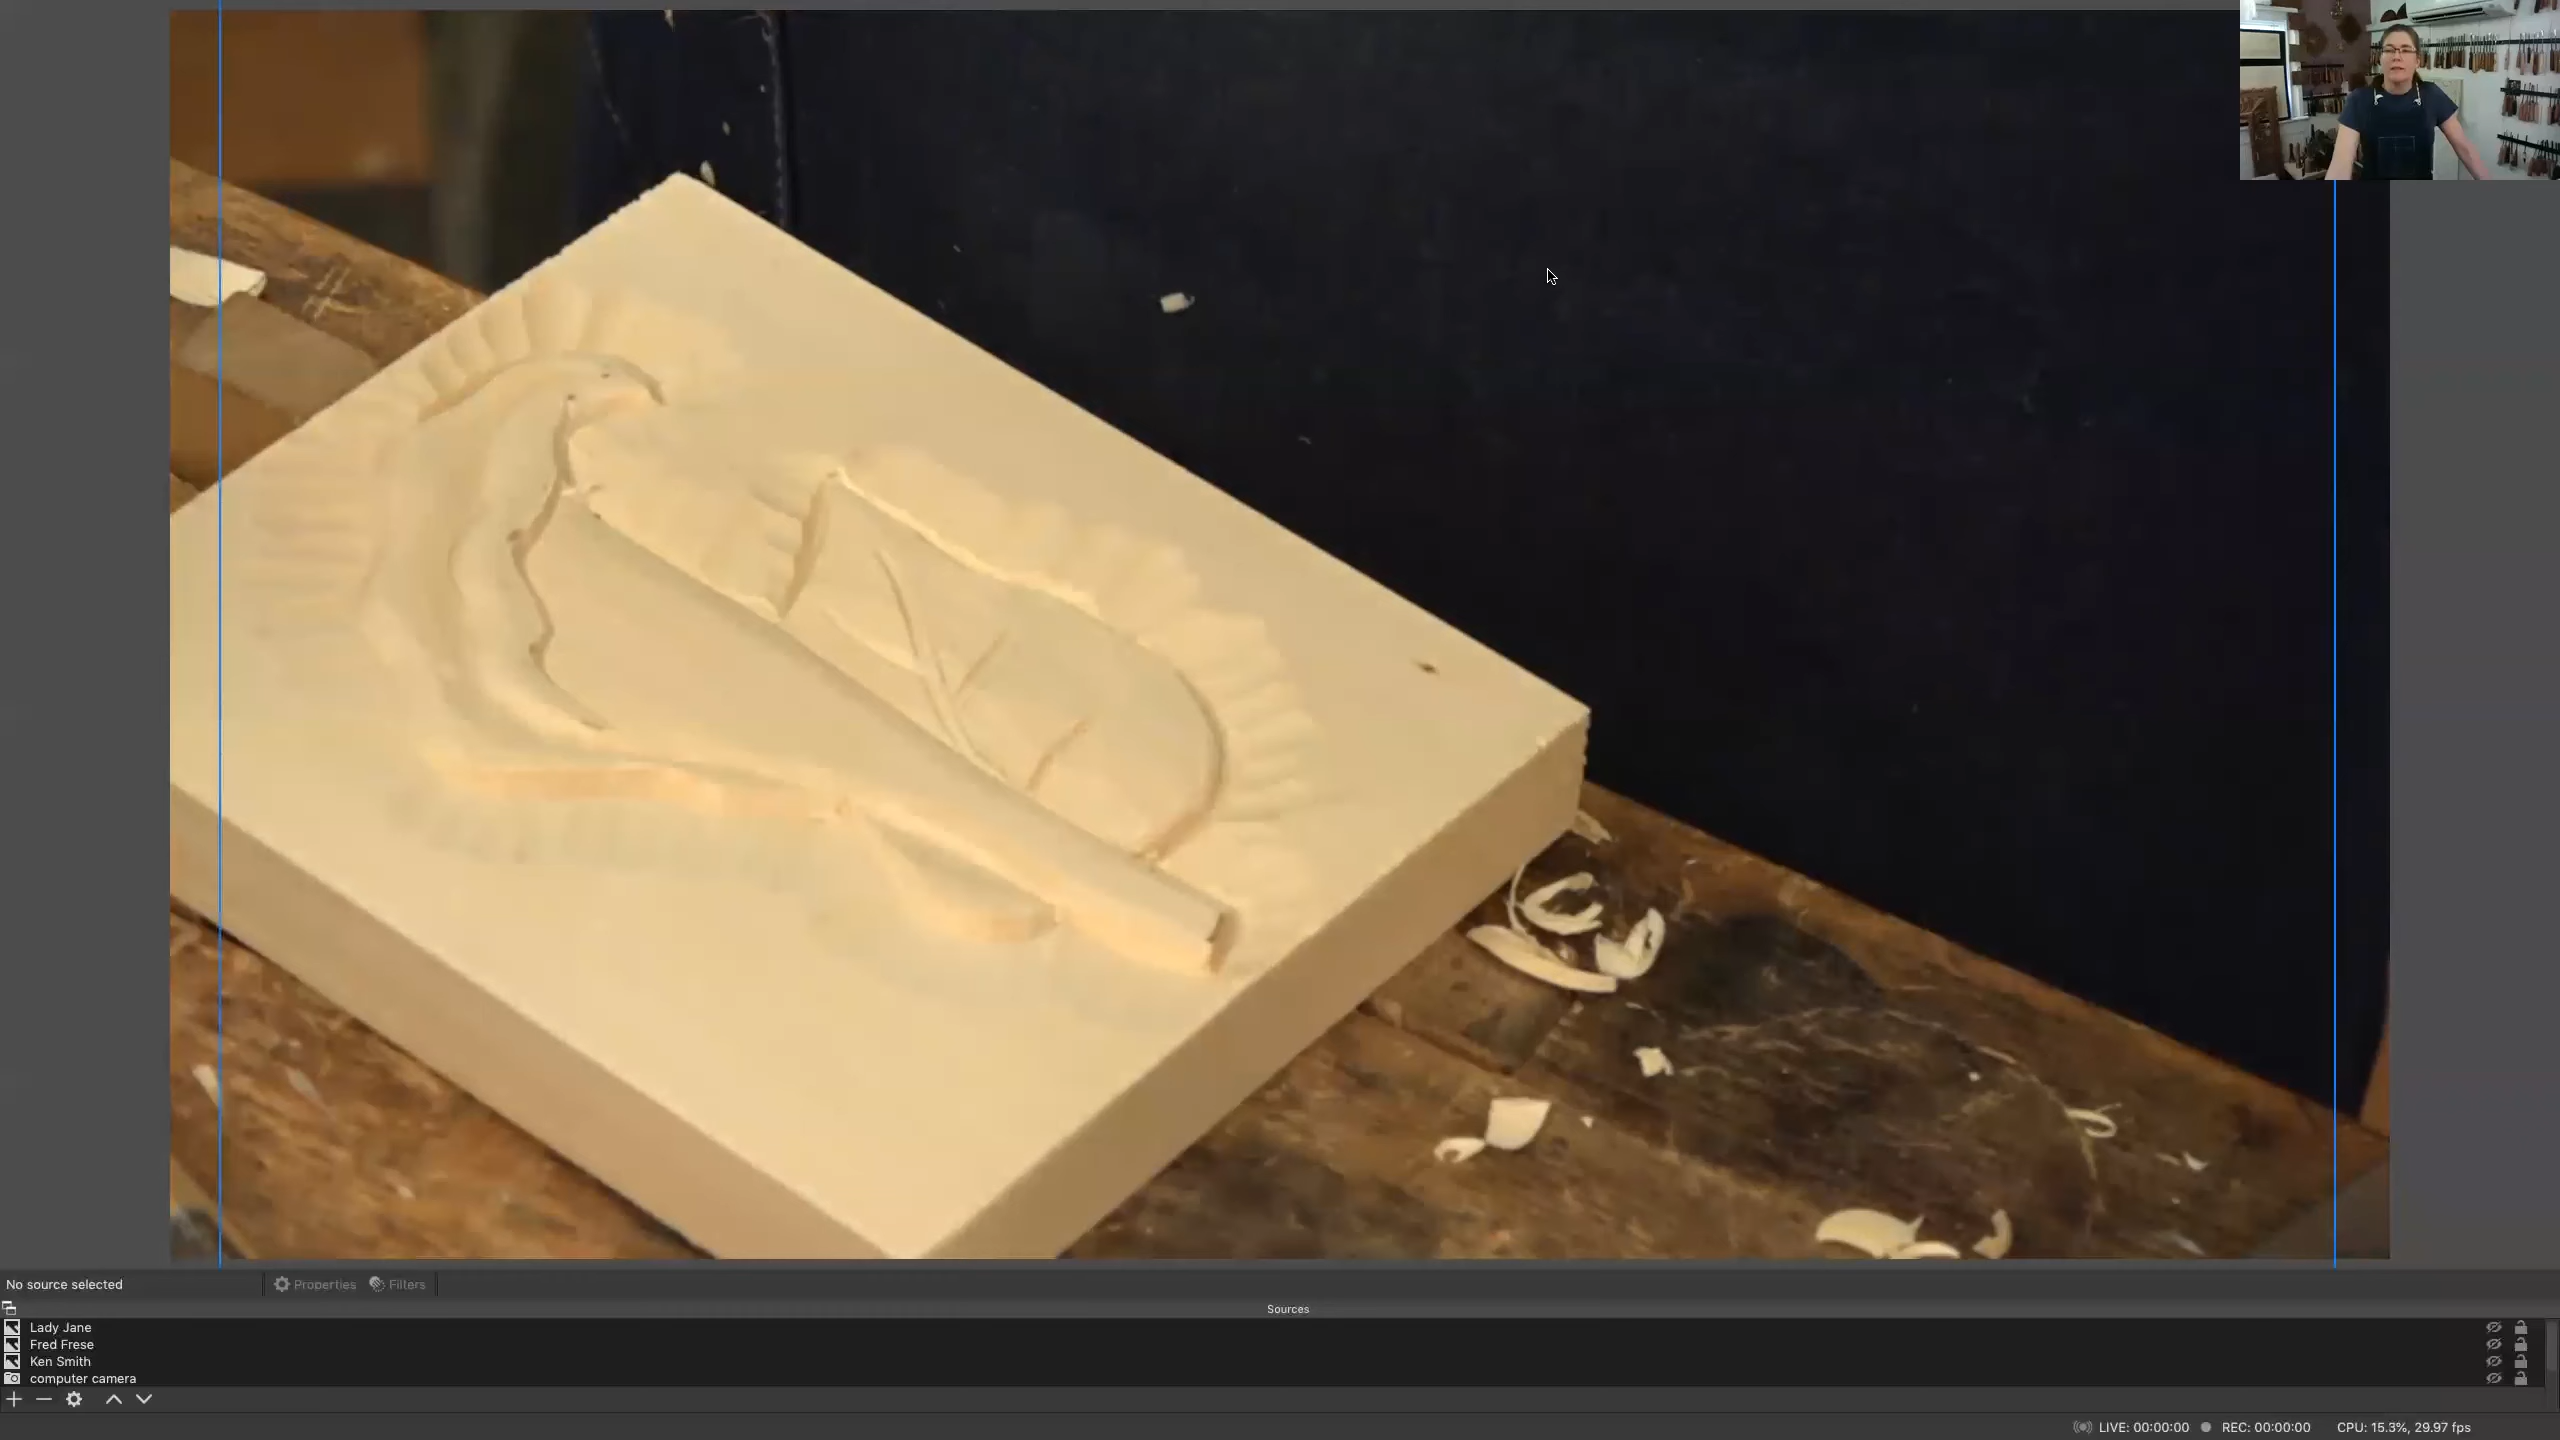 No source selected
Properties
Filters
Sources
Lady Jane
Fred Frese
Ken Smith
computer camera
LIVE: 00:00:00
REC: 00:00:00
CPU: 15.3%, 29.97 fps